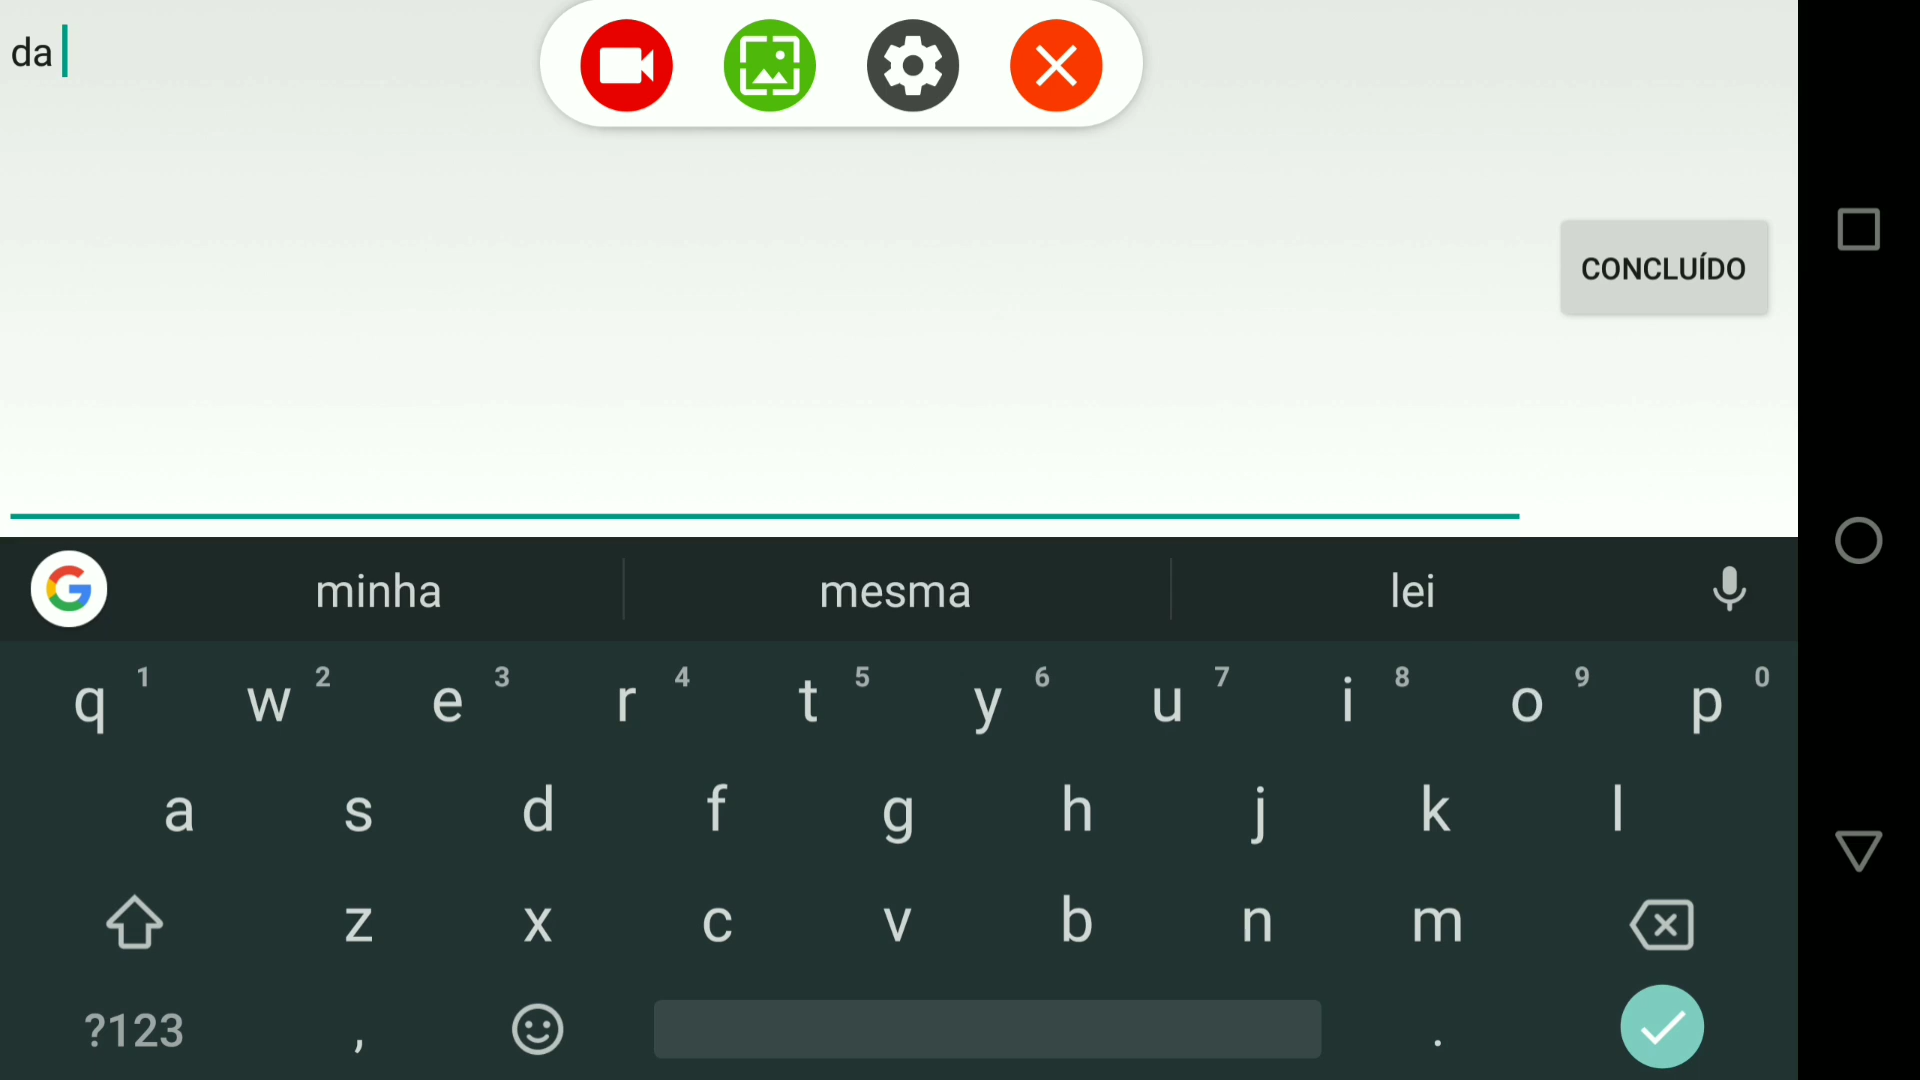 da
CONCLUÍDO
minha mesma lei
q 1 w 2 e 3 r 4 t 5 y 6 u 7 i 8 o 9 p 0
a s d f g h j k l
z x c v b n m
?123 , .